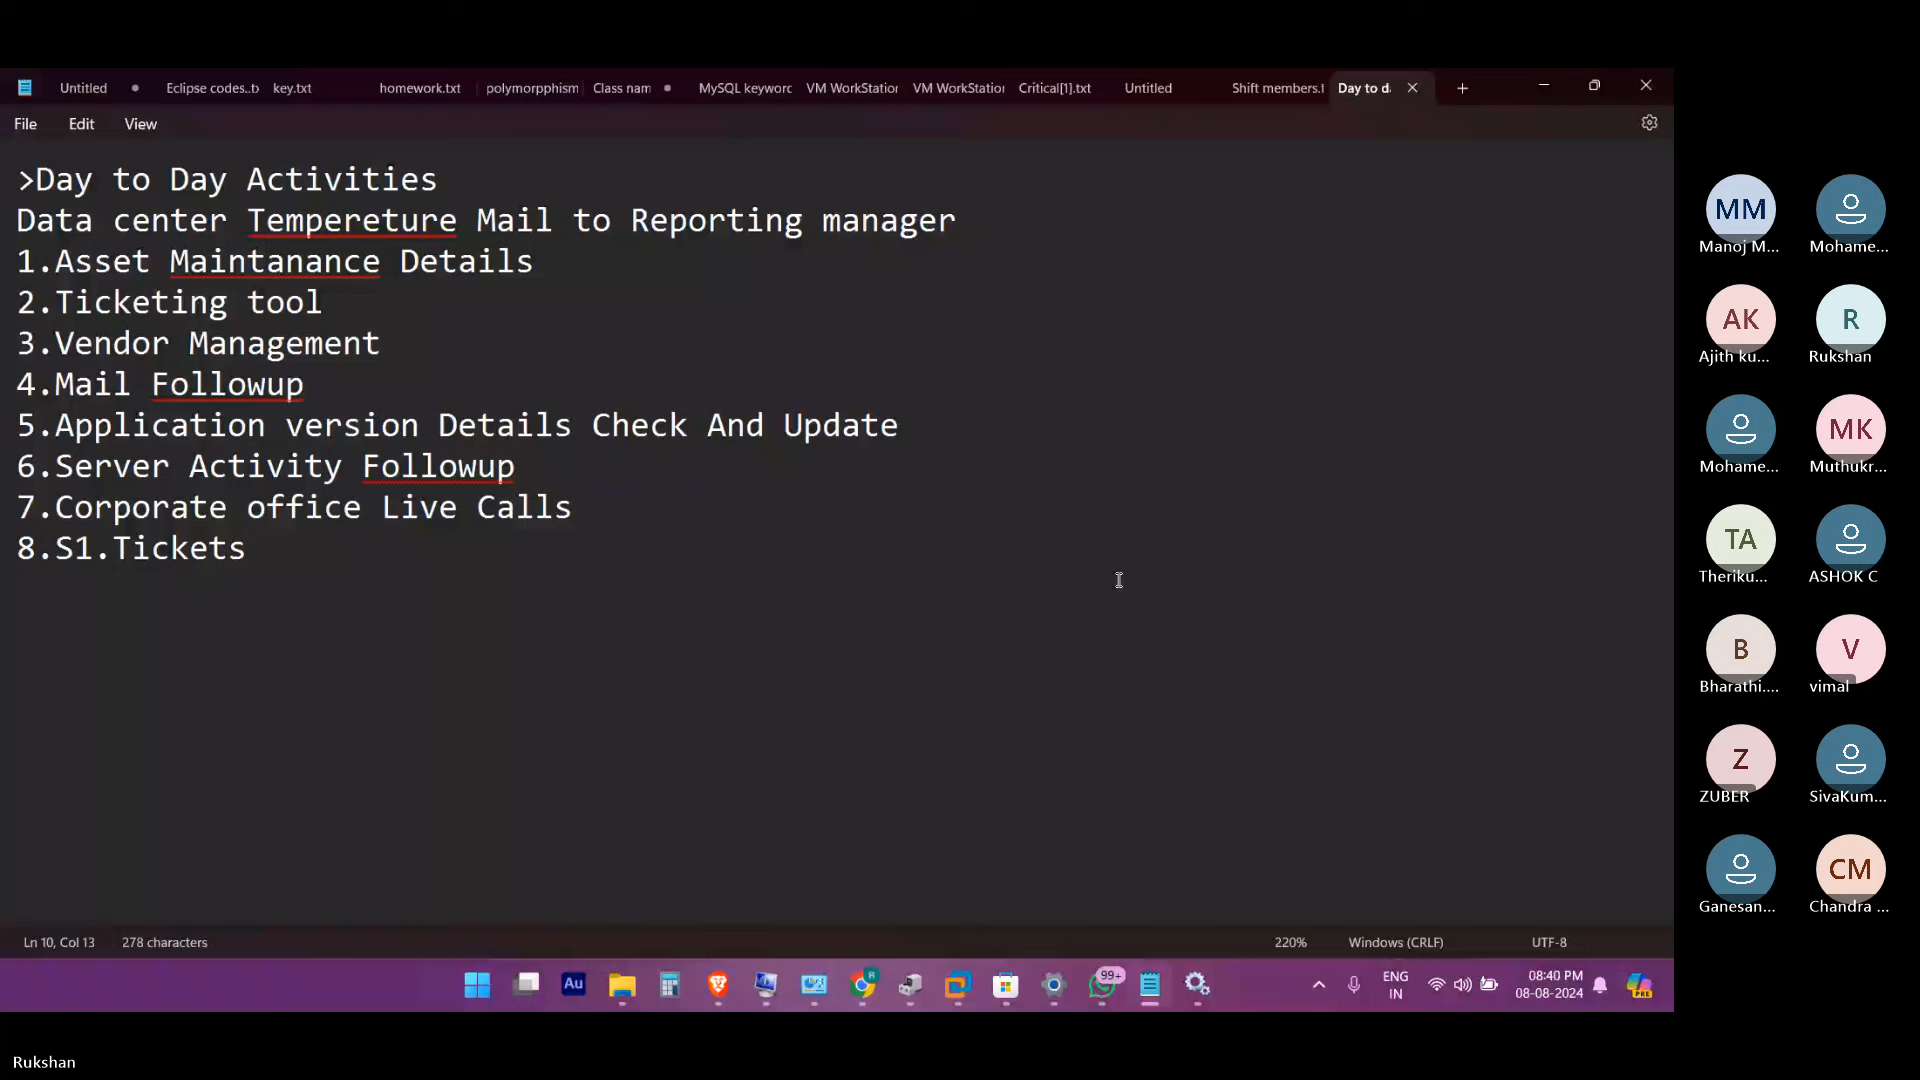 Untitled
Eclipse codes..t
key.txt
homework.txt
polymorpphism
Class nam
MySQL keyworc
VM WorkStation
VM WorkStation
Critical[1].txt
Untitled
Shift members.t
Day to d
File
Edit
View
>Day to Day Activities
Data center Tempereture Mail to Reporting manager
1.Asset Maintanance Details
2.Ticketing tool
3.Vendor Management
4.Mail Followup
5.Application version Details Check And Update
6.Server Activity Followup
7.Corporate office Live Calls
8.S1.Tickets
Ln 10, Col 13
278 characters
220%
Windows (CRLF)
UTF-8
Au
R
99+
ENG
IN
08:40 PM
08-08-2024
PRE
MM
Manoj M...
Mohame...
AK
Ajith ku...
R
Rukshan
Mohame...
MK
Muthukr...
TA
Theriku...
ASHOK C
B
Bharathi....
V
vimal
Z
ZUBER
SivaKum...
Ganesan...
CM
Chandra ...
Rukshan